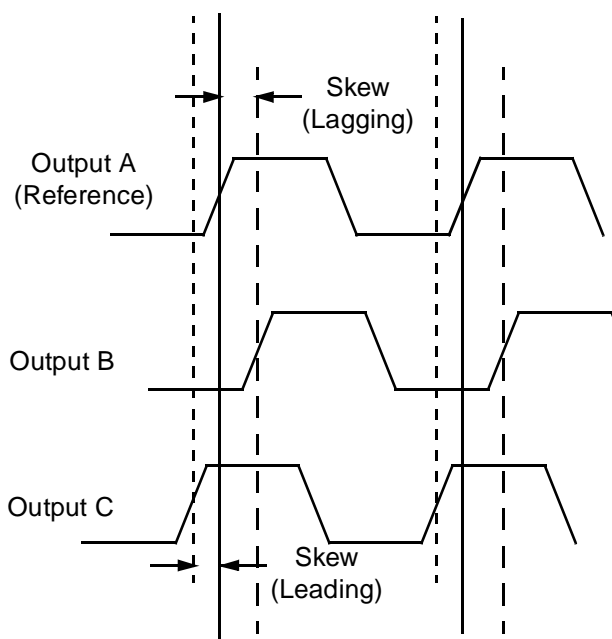 Skew
(Lagging)
Output A
(Reference)
Output B
Output C
Skew
(Leading)